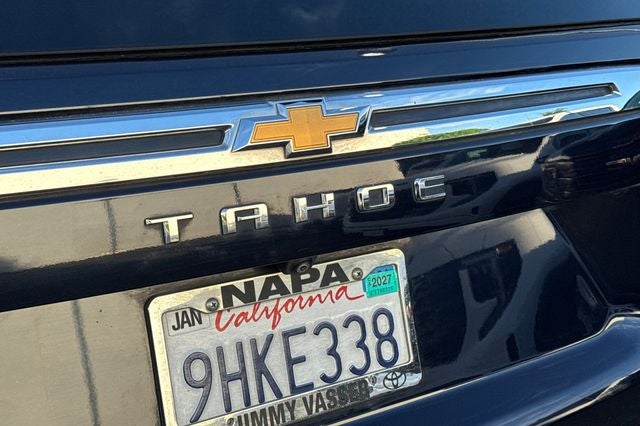 TAHOE
NAPA
JAN California 2027
9HKE338
JIMMY VASSER